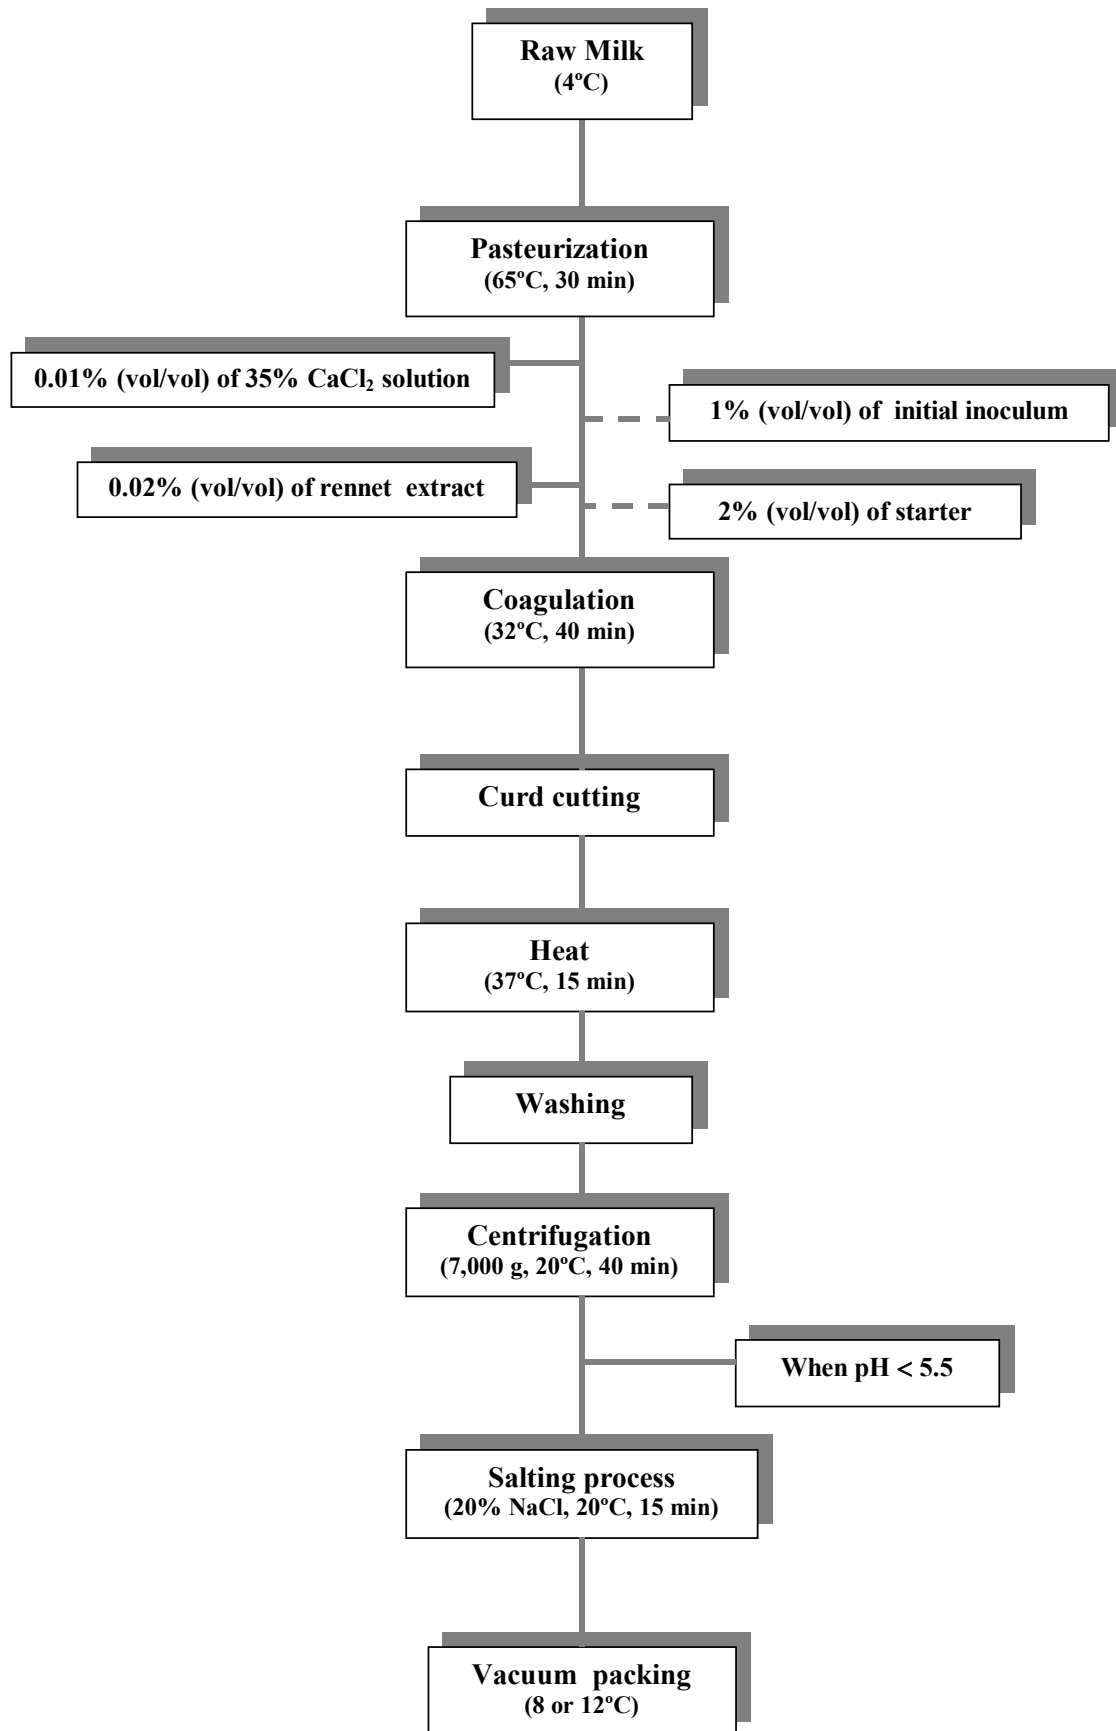 Raw Milk
(4ºC)
Pasteurization
(65ºC, 30 min)
0.01% (vol/vol) of 35% CaCl₂ solution
1% (vol/vol) of initial inoculum
0.02% (vol/vol) of rennet extract
2% (vol/vol) of starter
Coagulation
(32ºC, 40 min)
Curd cutting
Heat
(37ºC, 15 min)
Washing
Centrifugation
(7,000 g, 20ºC, 40 min)
When pH < 5.5
Salting process
(20% NaCl, 20ºC, 15 min)
Vacuum packing
(8 or 12ºC)